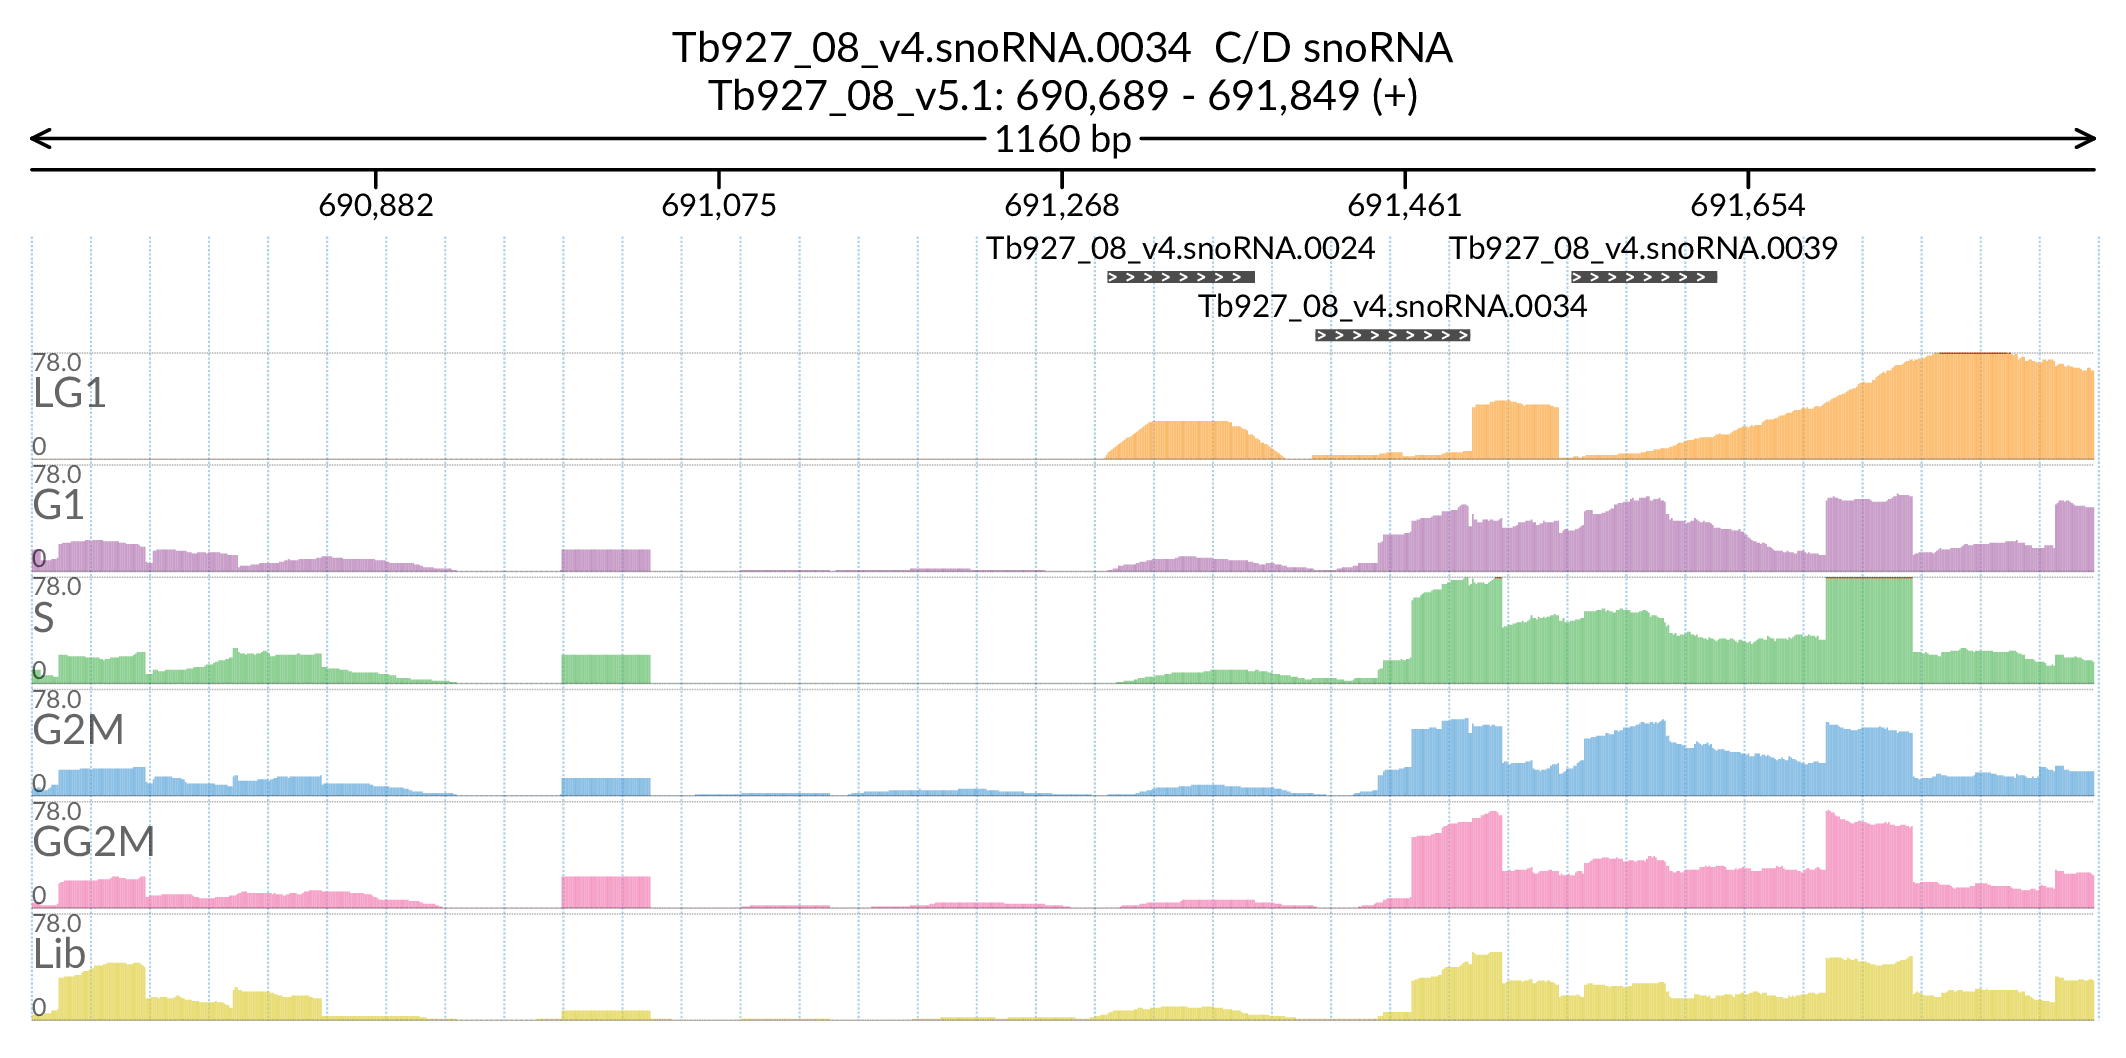 Tb927_08_v4.snoRNA.0034  C/D snoRNA
Tb927_08_v5.1: 690,689 - 691,849 (+)
1160 bp
690,882 691,075 691,268 691,461 691,654
Tb927_08_v4.snoRNA.0024 Tb927_08_v4.snoRNA.0039
Tb927_08_v4.snoRNA.0034
78.0
LG1
0
78.0
G1
0
78.0
S
0
78.0
G2M
0
78.0
GG2M
0
78.0
Lib
0